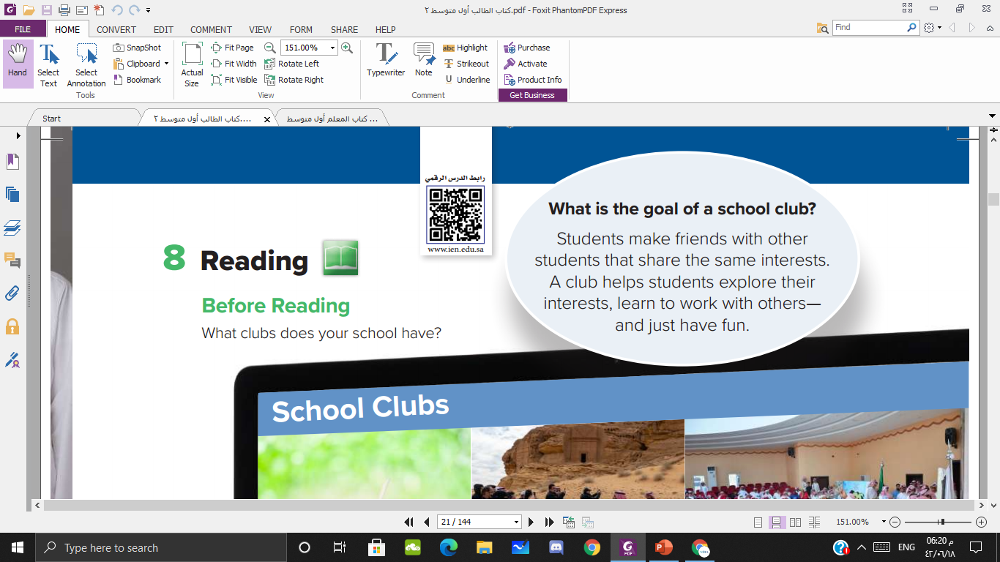 كتاب الطالب أول متوسط ٢.pdf - Foxit PhantomPDF Express
FILE HOME CONVERT EDIT COMMENT VIEW FORM SHARE HELP
Find
Hand
Select Text
Select Annotation
SnapShot
Clipboard
Bookmark
Tools
Actual Size
Fit Page
Fit Width
Fit Visible
151.00%
Rotate Left
Rotate Right
View
Typewriter
Note
abc Highlight
T Strikeout
U Underline
Comment
Purchase
Activate
Product Info
Get Business
Start
كتاب الطالب أول متوسط ٢....
كتاب المعلم أول متوسط ...
رابط الدرس الرقمي
www.ien.edu.sa
What is the goal of a school club?
Students make friends with other
students that share the same interests.
A club helps students explore their
interests, learn to work with others—
and just have fun.
8 Reading
Before Reading
What clubs does your school have?
School Clubs
21 / 144
151.00%
Type here to search
PDF
ENG
06:20 م
٤٢/٠٦/١٨